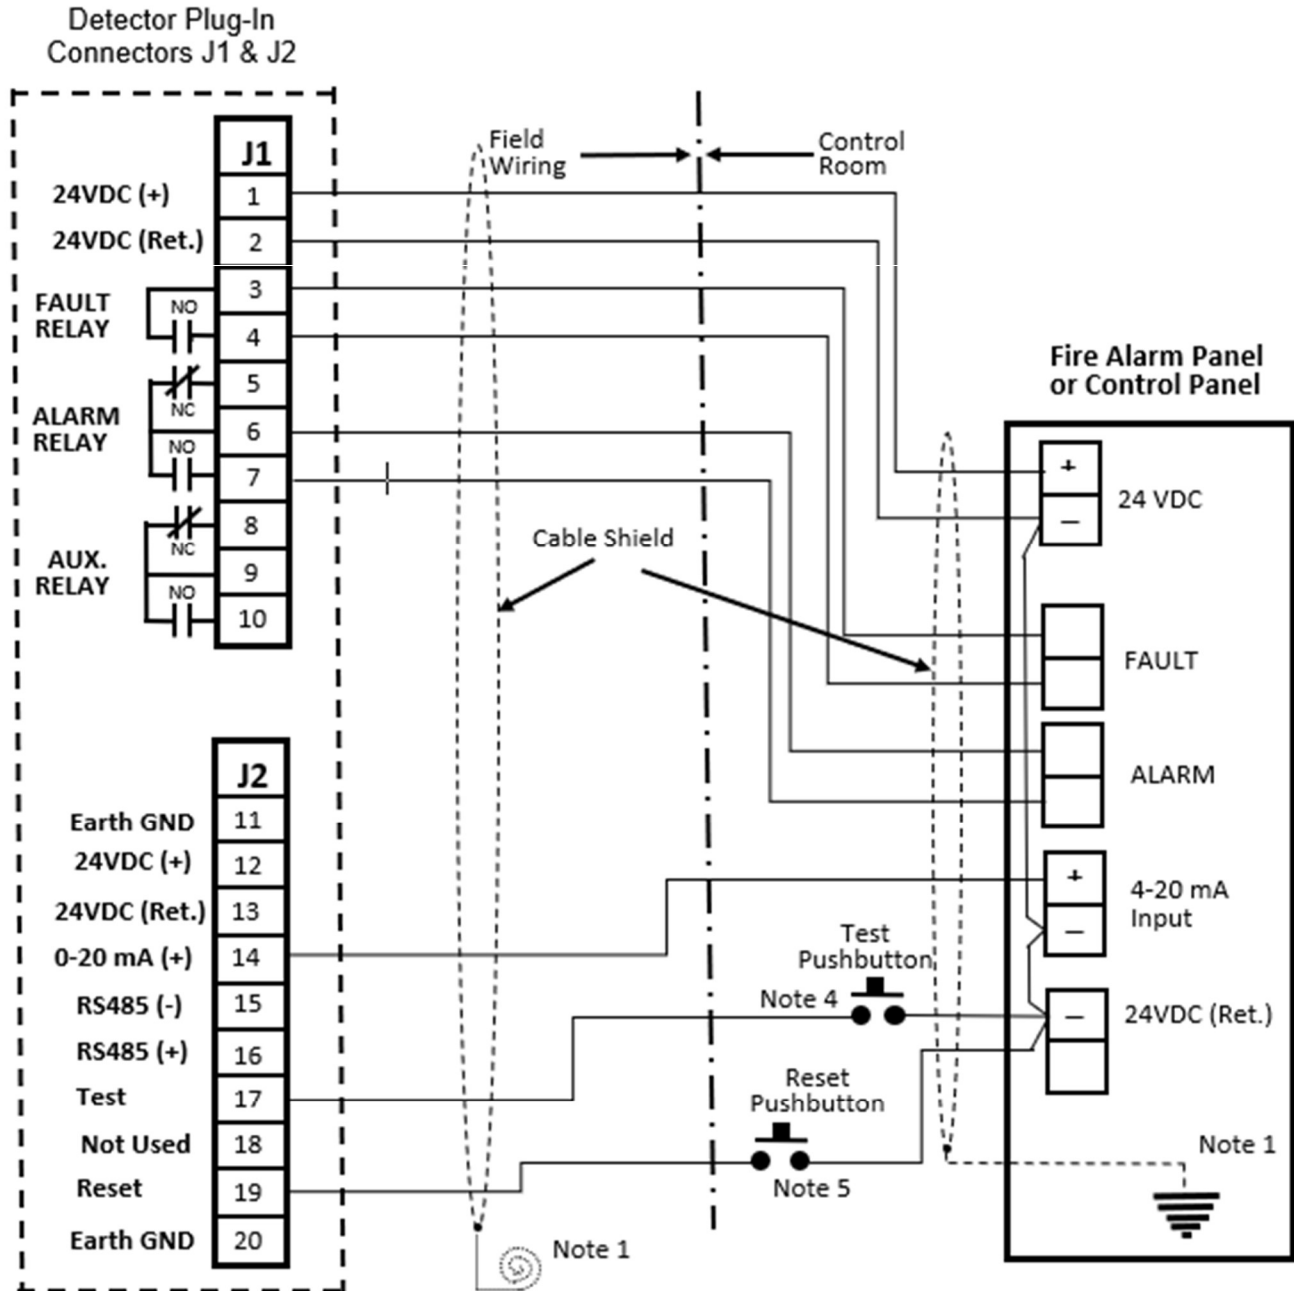 Detector Plug-In
Connectors J1 & J2
Field
Wiring
Control
Room
J1
24VDC (+)
1
24VDC (Ret.)
2
FAULT
RELAY
NO
3
4
ALARM
RELAY
NC
NO
5
6
7
AUX.
RELAY
NC
NO
8
9
10
Cable Shield
Fire Alarm Panel
or Control Panel
+
–
24 VDC
FAULT
ALARM
+
–
4-20 mA
Input
–
24VDC (Ret.)
Test
Pushbutton
Note 4
Reset
Pushbutton
Note 5
Note 1
J2
Earth GND
11
24VDC (+)
12
24VDC (Ret.)
13
0-20 mA (+)
14
RS485 (-)
15
RS485 (+)
16
Test
17
Not Used
18
Reset
19
Earth GND
20
Note 1